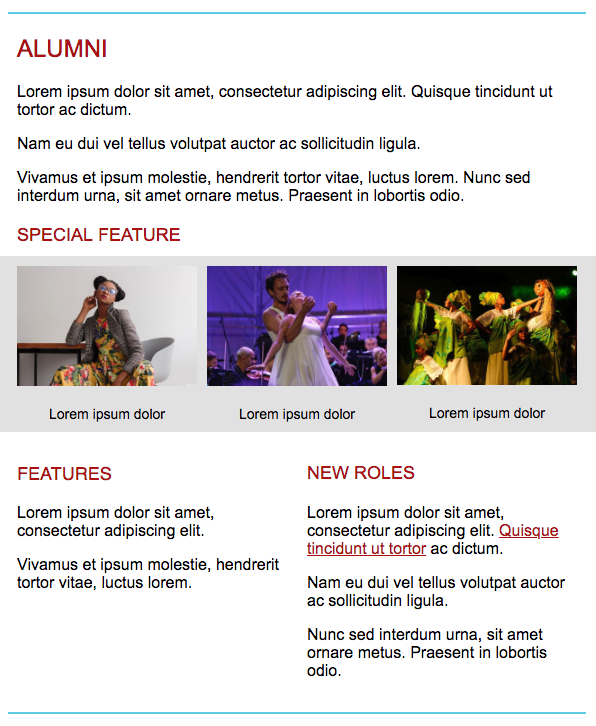 ALUMNI
Lorem ipsum dolor sit amet, consectetur adipiscing elit. Quisque tincidunt ut
tortor ac dictum.
Nam eu dui vel tellus volutpat auctor ac sollicitudin ligula.
Vivamus et ipsum molestie, hendrerit tortor vitae, luctus lorem. Nunc sed
interdum urna, sit amet ornare metus. Praesent in lobortis odio.
SPECIAL FEATURE
Lorem ipsum dolor
Lorem ipsum dolor
Lorem ipsum dolor
FEATURES
Lorem ipsum dolor sit amet,
consectetur adipiscing elit.
Vivamus et ipsum molestie, hendrerit
tortor vitae, luctus lorem.
NEW ROLES
Lorem ipsum dolor sit amet,
consectetur adipiscing elit. Quisque
tincidunt ut tortor ac dictum.
Nam eu dui vel tellus volutpat auctor
ac sollicitudin ligula.
Nunc sed interdum urna, sit amet
ornare metus. Praesent in lobortis
odio.